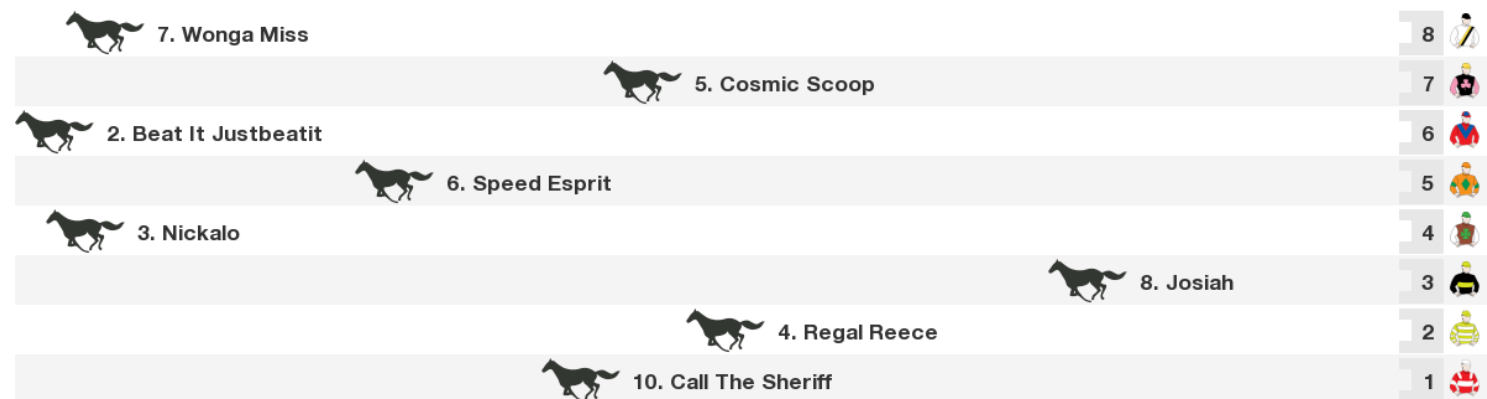 7. Wonga Miss 8
5. Cosmic Scoop 7
2. Beat It Justbeatit 6
6. Speed Esprit 5
3. Nickalo 4
8. Josiah 3
4. Regal Reece 2
10. Call The Sheriff 1